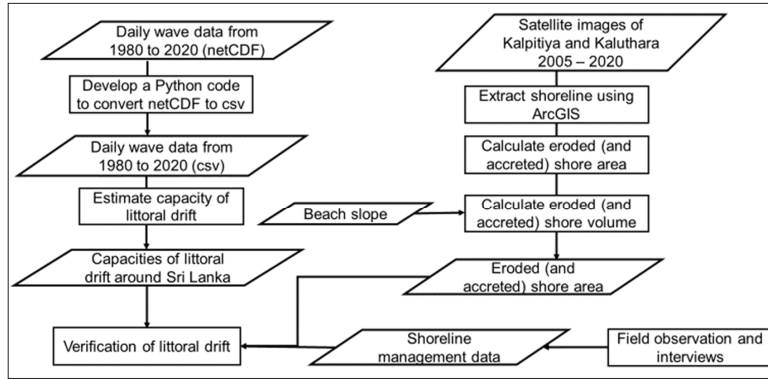 Daily wave data from
1980 to 2020 (netCDF)
Develop a Python code
to convert netCDF to csv
Daily wave data from
1980 to 2020 (csv)
Estimate capacity of
littoral drift
Capacities of littoral
drift around Sri Lanka
Verification of littoral drift
Satellite images of
Kalpitiya and Kaluthara
2005 – 2020
Extract shoreline using
ArcGIS
Calculate eroded (and
accreted) shore area
Beach slope
Calculate eroded (and
accreted) shore volume
Eroded (and
accreted) shore area
Shoreline
management data
Field observation and
interviews